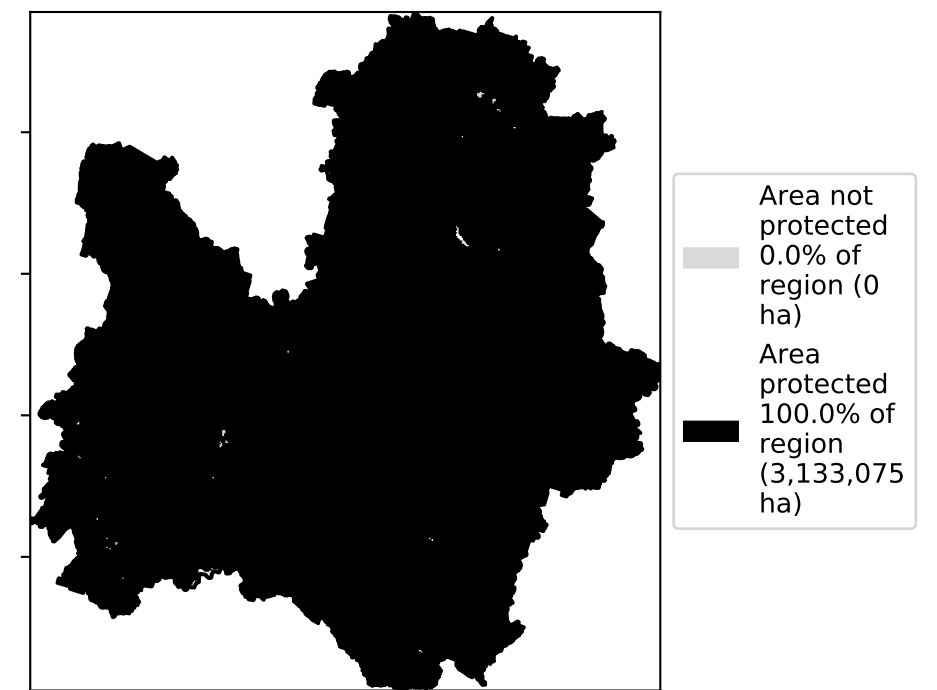 Area not
protected
0.0% of
region (0
ha)
Area
protected
100.0% of
region
(3,133,075
ha)